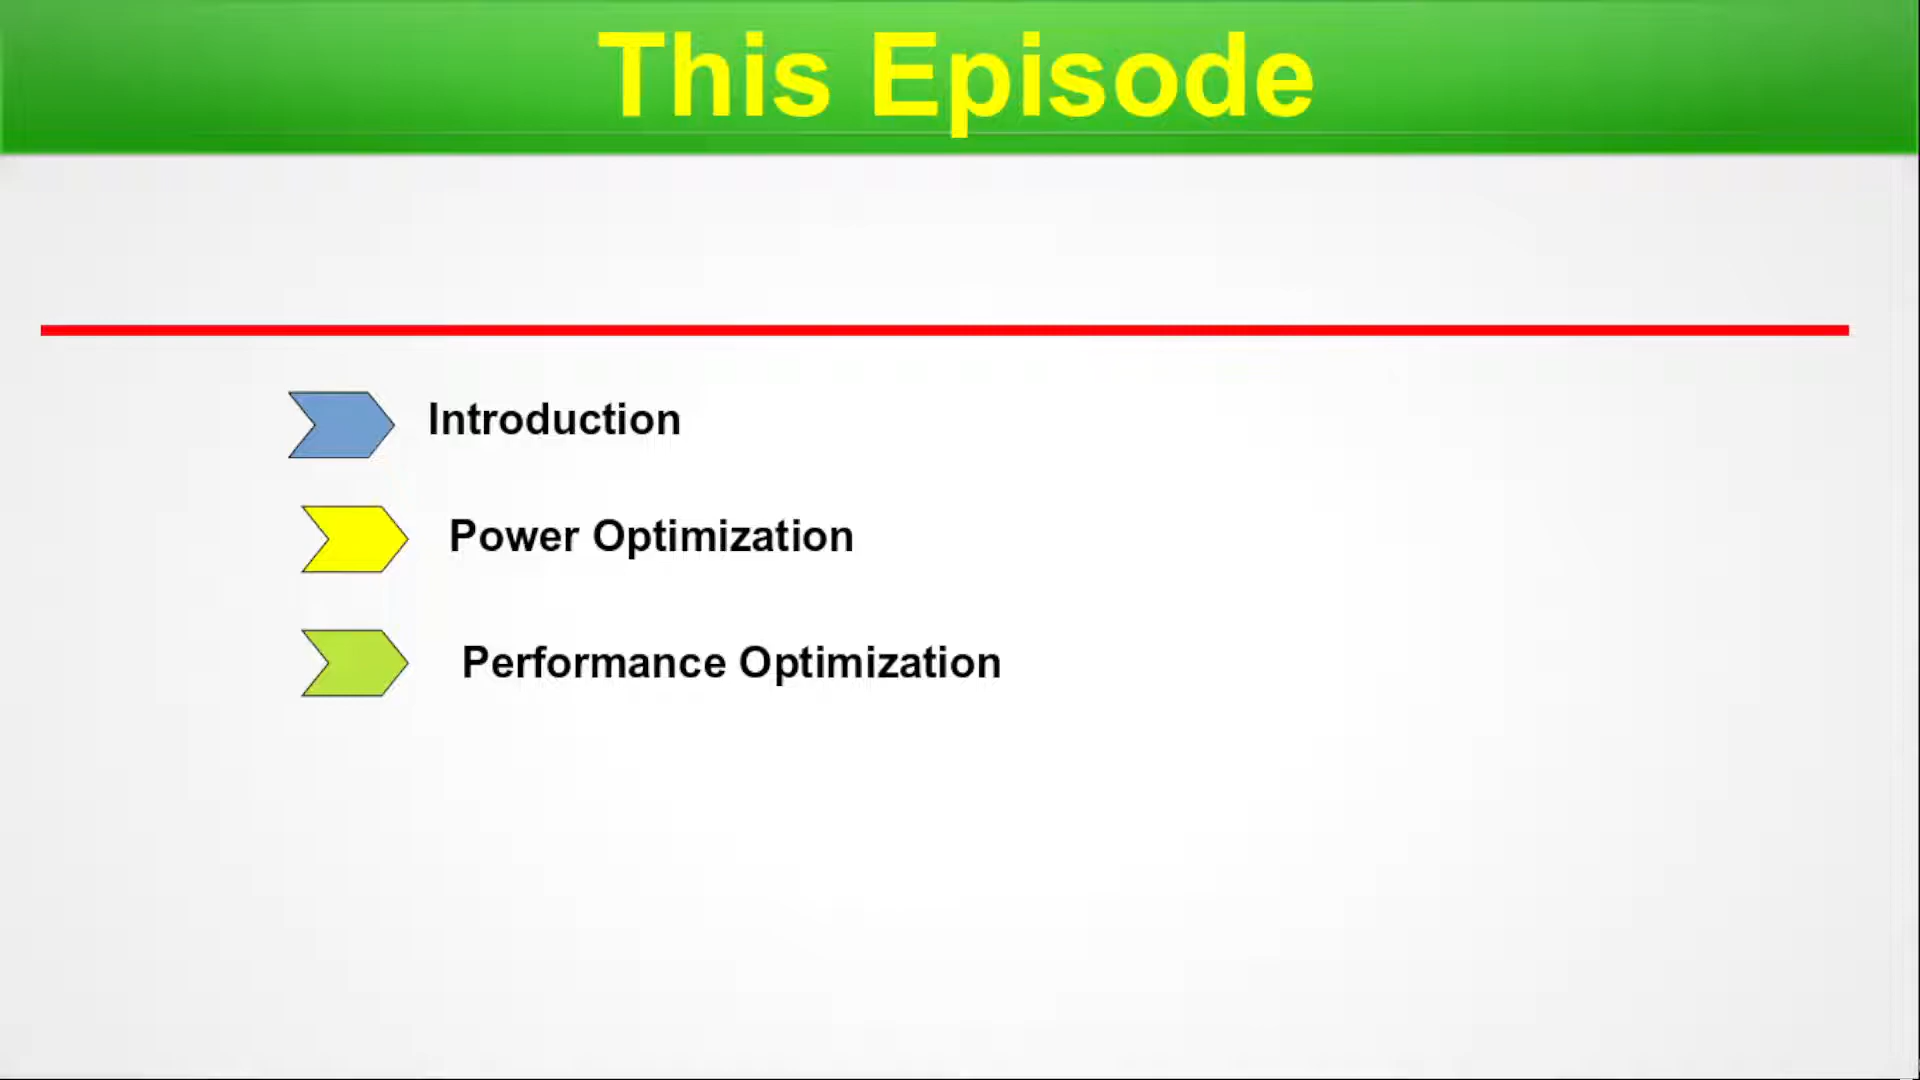 This Episode
Introduction
Power Optimization
Performance Optimization